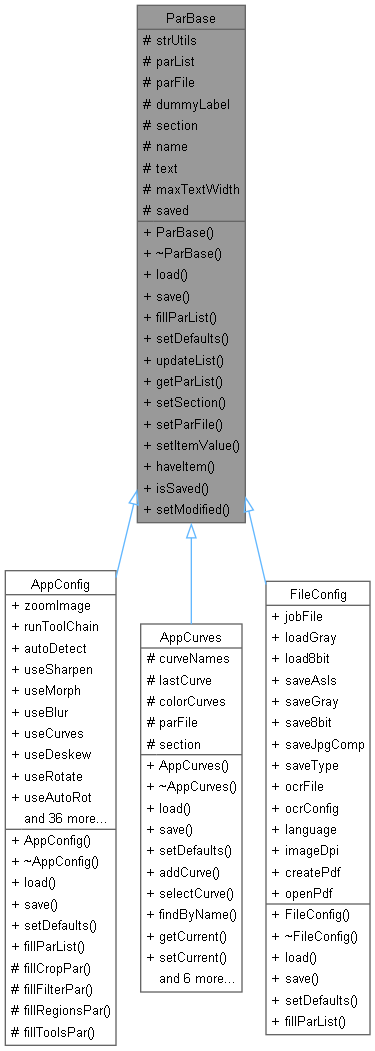 ParBase
# strUtils
# parList
# parFile
# dummyLabel
# section
# name
# text
# maxTextWidth
# saved
+ ParBase()
+ ~ParBase()
+ load()
+ save()
+ fillParList()
+ setDefaults()
+ updateList()
+ getParList()
+ setSection()
+ setParFile()
+ setItemValue()
+ haveItem()
+ isSaved()
+ setModified()
AppConfig
+ zoomImage
+ runToolChain
+ autoDetect
+ useSharpen
+ useMorph
+ useBlur
+ useCurves
+ useDeskew
+ useRotate
+ useAutoRot
and 36 more...
+ AppConfig()
+ ~AppConfig()
+ load()
+ save()
+ setDefaults()
+ fillParList()
# fillCropPar()
# fillFilterPar()
# fillRegionsPar()
# fillToolsPar()
AppCurves
# curveNames
# lastCurve
# colorCurves
# parFile
# section
+ AppCurves()
+ ~AppCurves()
+ load()
+ save()
+ setDefaults()
+ addCurve()
+ selectCurve()
+ findByName()
+ getCurrent()
+ setCurrent()
and 6 more...
FileConfig
+ jobFile
+ loadGray
+ load8bit
+ saveAsIs
+ saveGray
+ save8bit
+ saveJpgComp
+ saveType
+ ocrFile
+ ocrConfig
+ language
+ imageDpi
+ createPdf
+ openPdf
+ FileConfig()
+ ~FileConfig()
+ load()
+ save()
+ setDefaults()
+ fillParList()